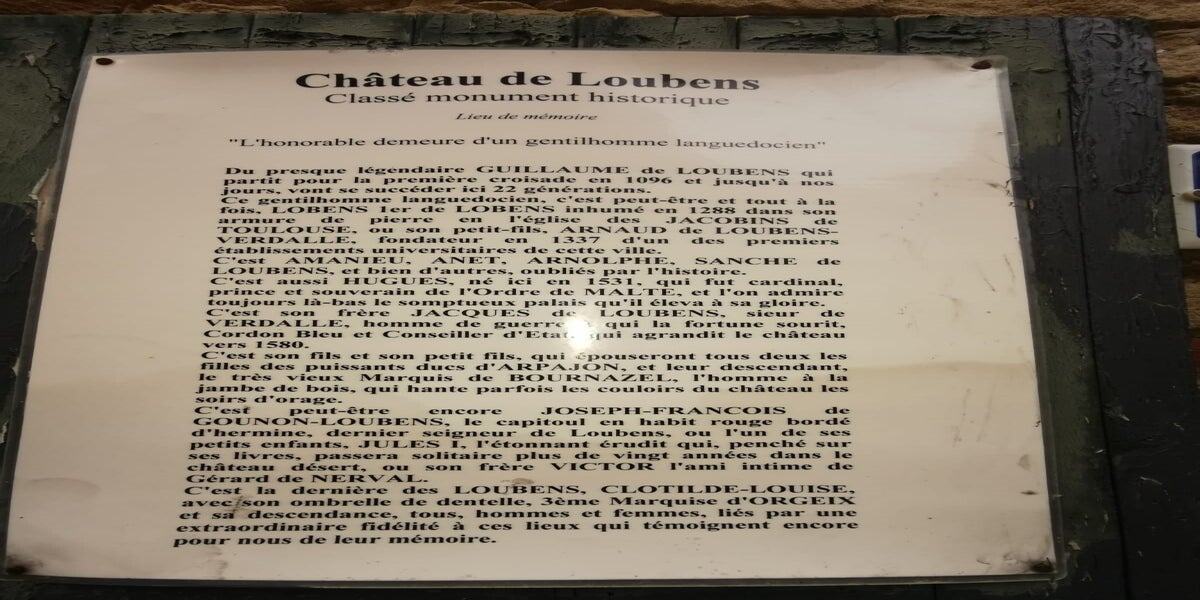 Château de Loubens
Classé monument historique
Lieu de mémoire
"L'honorable demeure d'un gentilhomme languedocien"
Du presque légendaire GUILLAUME de LOUBENS qui
partit pour la première croisade en 1096 et jusqu'à nos
jours, vont se succéder ici 22 générations.
Ce gentilhomme languedocien, c'est peut-être et tout à la
fois, LOBENS 1er de LOBENS inhumé en 1288 dans son
armure de pierre en l'église des JACOBINS de
TOULOUSE, ou son petit-fils, ARNAUD de LOUBENS-
VERDALLE, fondateur en 1337 d'un des premiers
établissements universitaires de cette ville.
C'est AMANIEU, ANET, ARNOLPHE, SANCHE de
LOUBENS, et bien d'autres, oubliés par l'histoire.
C'est aussi HUGUES, né ici en 1531, qui fut cardinal,
prince et souverain de l'Ordre de MALTE, et l'on admire
toujours là-bas le somptueux palais qu'il éleva à sa gloire.
C'est son frère JACQUES de LOUBENS, sieur de
VERDALLE, homme de guerre à qui la fortune sourit,
Cordon Bleu et Conseiller d'Etat, qui agrandit le château
vers 1580.
C'est son fils et son petit fils, qui épouseront tous deux les
filles des puissants ducs d'ARPAJON, et leur descendant,
le très vieux Marquis de BOURNAZEL, l'homme à la
jambe de bois, qui hante parfois les couloirs du château les
soirs d'orage.
C'est peut-être encore JOSEPH-FRANCOIS de
GOUNON-LOUBENS, le capitoul en habit rouge bordé
d'hermine, dernier seigneur de Loubens, ou l'un de ses
petits enfants, JULES I, l'étonnant érudit qui, penché sur
ses livres, passera solitaire plus de vingt années dans le
château désert, ou son frère VICTOR l'ami intime de
Gérard de NERVAL.
C'est la dernière des LOUBENS, CLOTILDE-LOUISE,
avec son ombrelle de dentelle, 3ème Marquise d'ORGEIX
et sa descendance, tous, hommes et femmes, liés par une
extraordinaire fidélité à ces lieux qui témoignent encore
pour nous de leur mémoire.